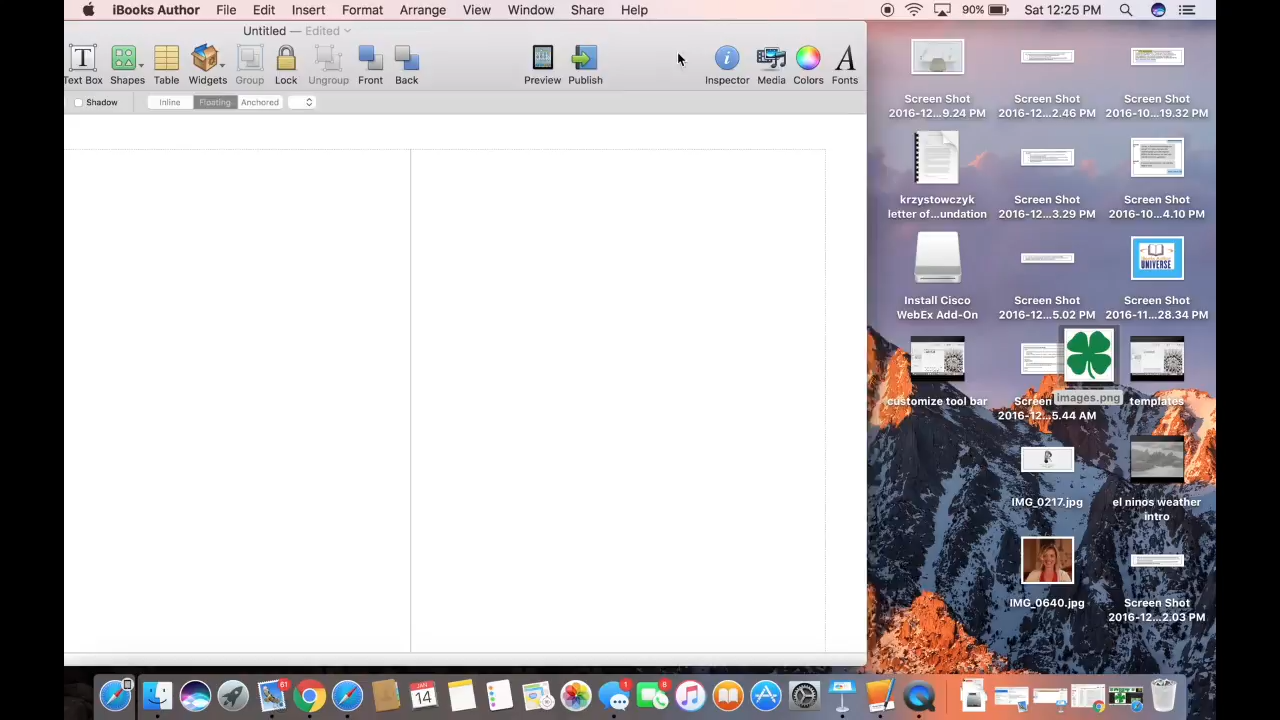 iBooks Author File Edit Insert Format Arrange View Window Share Help 90% Sat 12:25 PM
Untitled — Edited
Text Box Shapes Table Widgets Group Lock Ungroup Front Back Preview Publish Inspector Media Colors Fonts
Shadow Inline Floating Anchored
Screen Shot
2016-12...9.24 PM
Screen Shot
2016-12...2.46 PM
Screen Shot
2016-10...19.32 PM
krzystowczyk
letter of...undation
Screen Shot
2016-12...3.29 PM
Screen Shot
2016-10...4.10 PM
UNIVERSE
Install Cisco
WebEx Add-On
Screen Shot
2016-12...5.02 PM
Screen Shot
2016-11...28.34 PM
customize tool bar
Screen
2016-12...5.44 AM
images.png
templates
IMG_0217.jpg
el ninos weather
intro
IMG_0640.jpg
Screen Shot
2016-12...2.03 PM
61
JAN
14
1
8